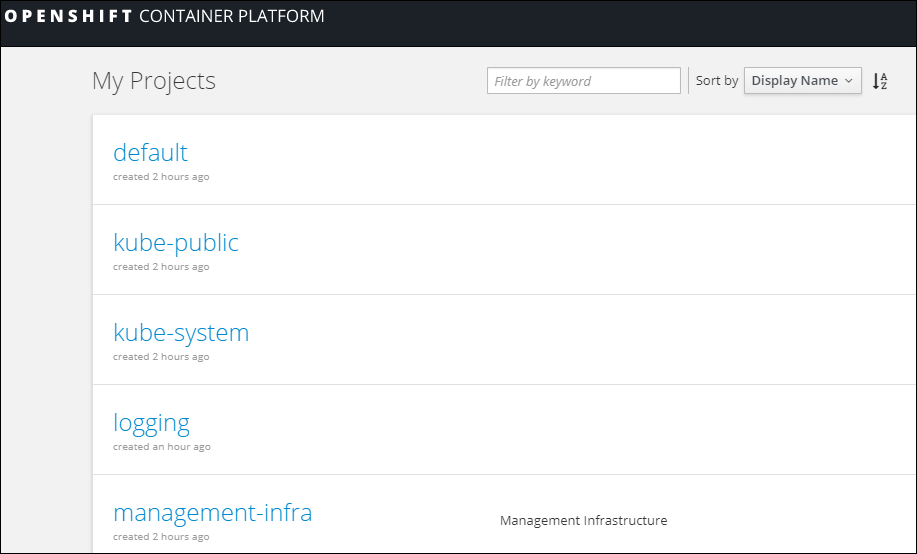 OPENSHIFT CONTAINER PLATFORM
My Projects
Filter by keyword
Sort by
Display Name
A
Z
default
created 2 hours ago
kube-public
created 2 hours ago
kube-system
created 2 hours ago
logging
created an hour ago
management-infra
Management Infrastructure
created 2 hours ago